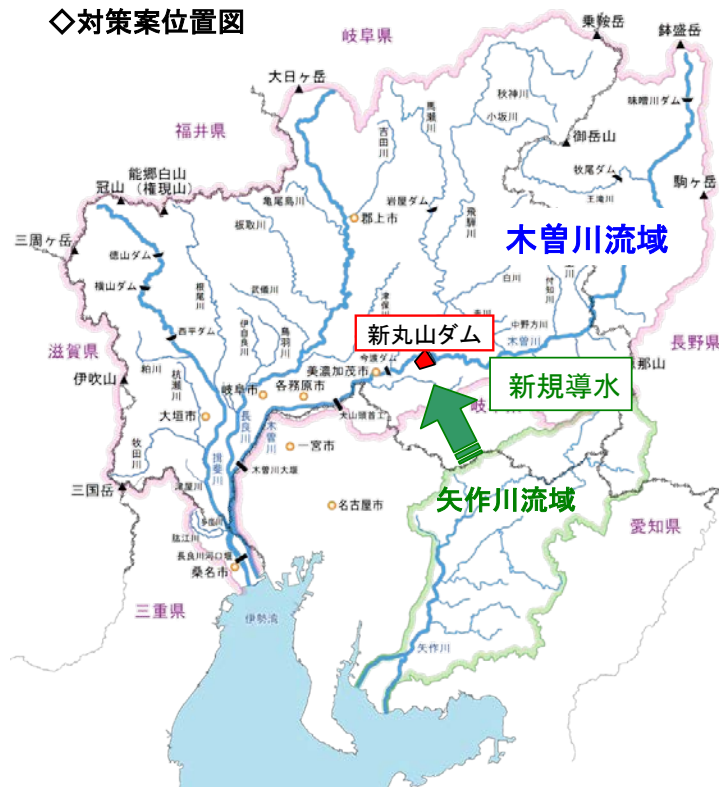 ◇対策案位置図
岐阜県
乗鞍岳
鉢盛岳
大日ヶ岳
秋神川
馬瀬川
味噌川ダム
小坂川
吉田川
福井県
御岳山
能郷白山
(権現山)
冠山
牧尾ダム
駒ヶ岳
王滝川
亀尾島川
岩屋ダム
飛騨川
郡上市
板取川
三周ヶ岳
木曽川流域
徳山ダム
白川
付知川
横山ダム
根尾川
武儀川
津保川
新丸山ダム
中野方川
木曽川
西平ダム
伊自良川
鳥羽川
滋賀県
長野県
今渡ダム
粕川
杭瀬川
伊吹山
美濃加茂市
新規導水
岐阜市
各務原市
大垣市
犬山頭首工
長良川
木曽川
牧田川
揖斐川
一宮市
木曽川大堰
三国岳
津屋川
矢作川流域
名古屋市
愛知県
多度川
肱江川
長良川河口堰
桑名市
三重県
伊勢湾
矢作川